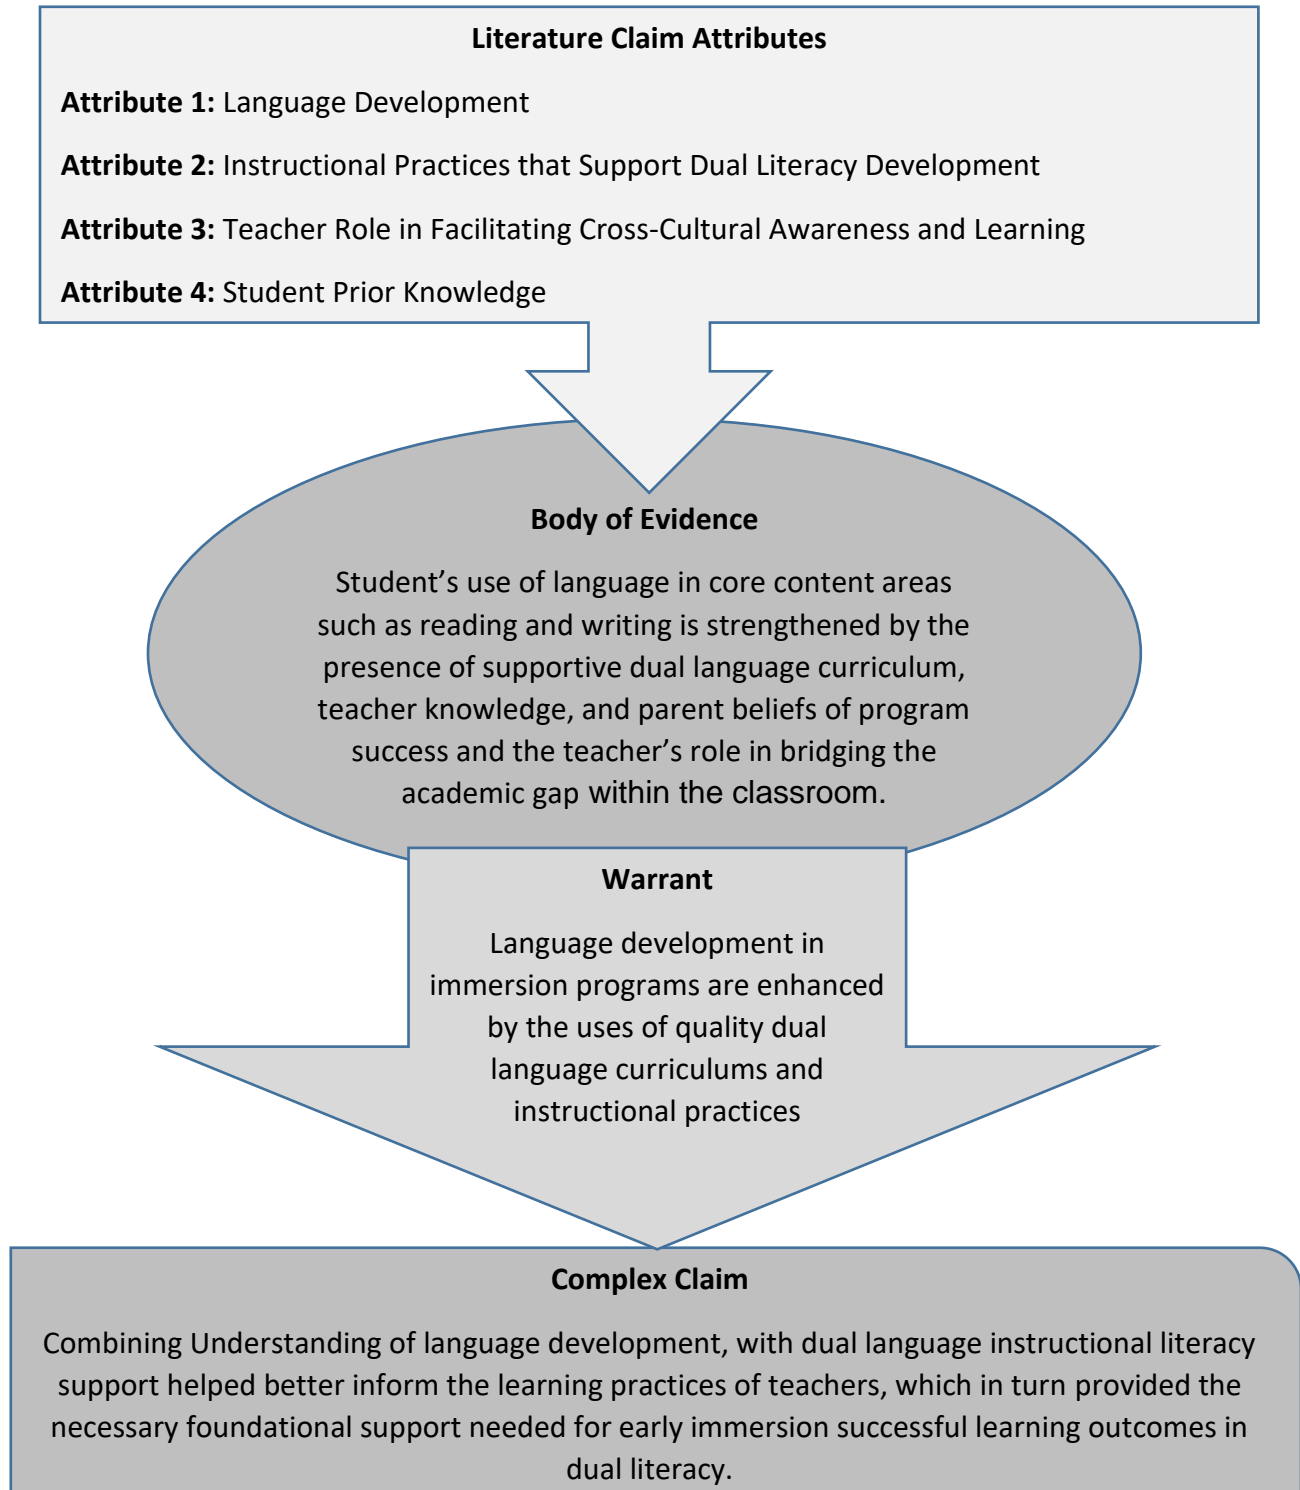 Literature Claim Attributes
Attribute 1: Language Development
Attribute 2: Instructional Practices that Support Dual Literacy Development
Attribute 3: Teacher Role in Facilitating Cross-Cultural Awareness and Learning
Attribute 4: Student Prior Knowledge
Body of Evidence
Student’s use of language in core content areas
such as reading and writing is strengthened by the
presence of supportive dual language curriculum,
teacher knowledge, and parent beliefs of program
success and the teacher’s role in bridging the
academic gap within the classroom.
Warrant
Language development in
immersion programs are enhanced
by the uses of quality dual
language curriculums and
instructional practices
Complex Claim
Combining Understanding of language development, with dual language instructional literacy
support helped better inform the learning practices of teachers, which in turn provided the
necessary foundational support needed for early immersion successful learning outcomes in
dual literacy.